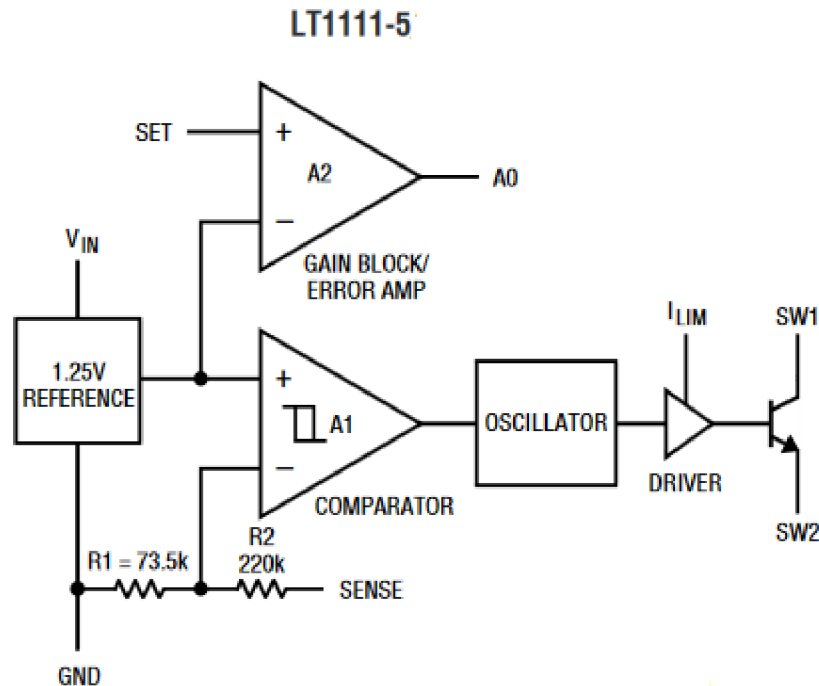 LT1111-5
SET
+
A2
−
A0
GAIN BLOCK/
ERROR AMP
VIN
1.25V
REFERENCE
+
A1
−
COMPARATOR
OSCILLATOR
ILIM
DRIVER
SW1
SW2
R1 = 73.5k
R2
220k
SENSE
GND